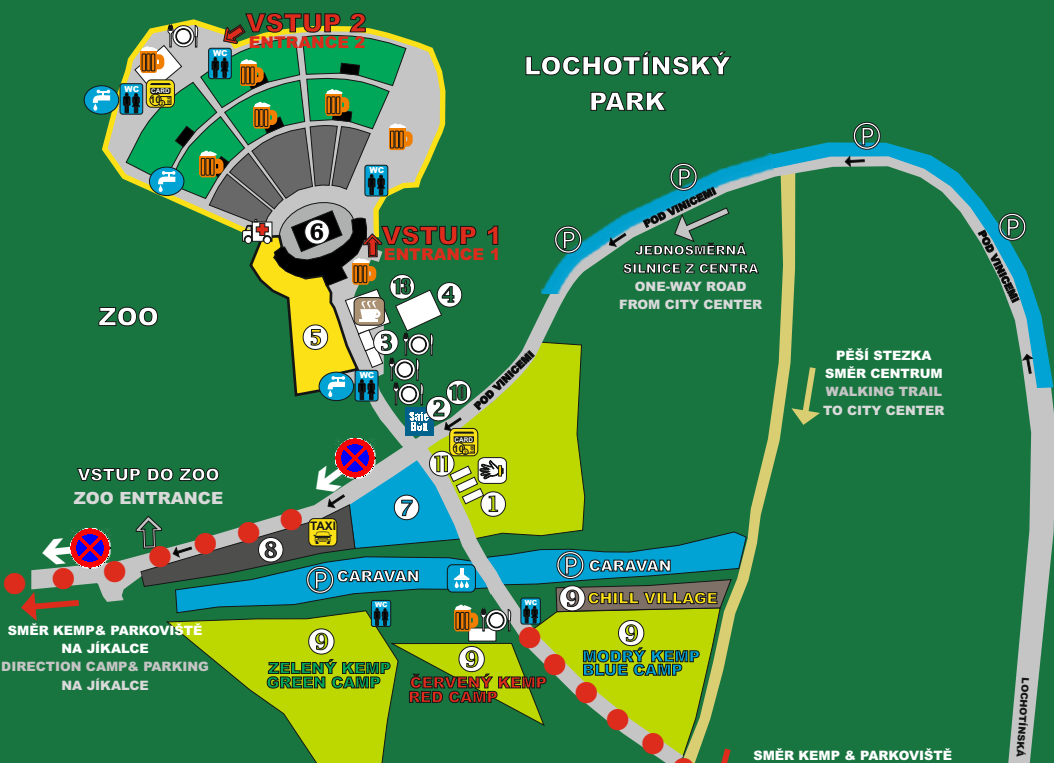 VSTUP 2
ENTRANCE 2
LOCHOTÍNSKÝ
PARK
WC
WC
CARD
WC
P
P
P
P
POD VINICEMI
POD VINICEMI
6
VSTUP 1
ENTRANCE 1
JEDNOSMĚRNÁ
SILNICE Z CENTRA
ONE-WAY ROAD
FROM CITY CENTER
13
4
ZOO
5
3
WC
POD VINICEMI
PĚŠÍ STEZKA
SMĚR CENTRUM
WALKING TRAIL
TO CITY CENTER
10
2
Safe
Box
CARD
11
1
VSTUP DO ZOO
ZOO ENTRANCE
7
TAXI
8
P CARAVAN
P CARAVAN
9 CHILL VILLAGE
WC
WC
SMĚR KEMP& PARKOVIŠTĚ
NA JÍKALCE
DIRECTION CAMP& PARKING
NA JÍKALCE
9
ZELENÝ KEMP
GREEN CAMP
9
ČERVENÝ KEMP
RED CAMP
9
MODRÝ KEMP
BLUE CAMP
LOCHOTÍNSKÁ
SMĚR KEMP & PARKOVIŠTĚ